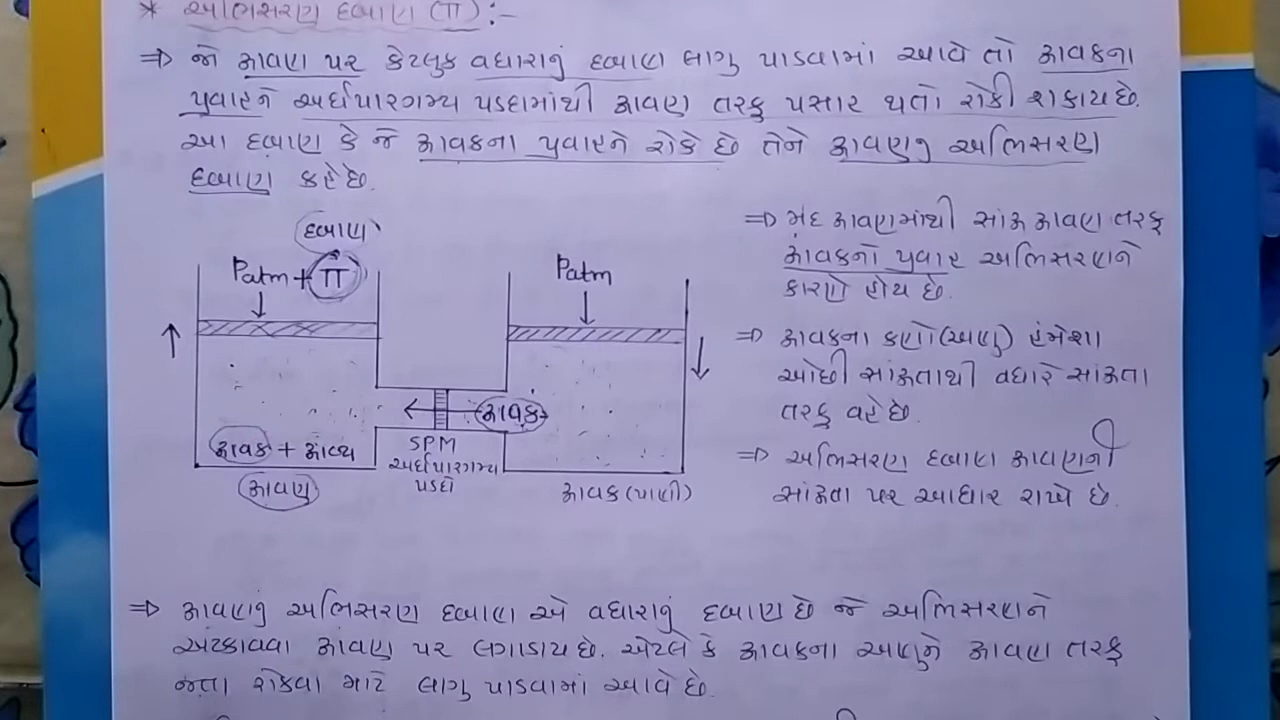 * અભિસરણ દબાણ (π) :-
⇒ જો દ્રાવણ પર કેટલુક વધારાનું દબાણ લાગુ પાડવામાં આવે તો દ્રાવકના
પ્રવાહને અર્ધપારગમ્ય પડદામાંથી દ્રાવણ તરફ પસાર થતો રોકી શકાય છે.
આ દબાણ કે જે દ્રાવકના પ્રવાહને રોકે છે તેને દ્રાવણનુ અભિસરણ
દબાણ કહે છે.
દબાણ
Patm + π
Patm
દ્રાવક
દ્રાવક + દ્રાવ્ય
SPM
અર્ધપારગમ્ય
પડદો
દ્રાવણ
દ્રાવક (પાણી)
⇒ મંદ દ્રાવણમાંથી સાંદ્ર દ્રાવણ તરફ
દ્રાવકનો પ્રવાહ અભિસરણને
કારણે હોય છે.
⇒ દ્રાવકના કણો (અણુ) હંમેશા
ઓછી સાંદ્રતાથી વધારે સાંદ્રતા
તરફ વહે છે.
⇒ અભિસરણ દબાણ દ્રાવણની
સાંદ્રતા પર આધાર રાખે છે.
⇒ દ્રાવણનું અભિસરણ દબાણ એ વધારાનું દબાણ છે જે અભિસરણને
અટકાવવા દ્રાવણ પર લગાડાય છે. એટલે કે દ્રાવકના અણુને દ્રાવણ તરફ
જતા રોકવા માટે લાગુ પાડવામાં આવે છે.